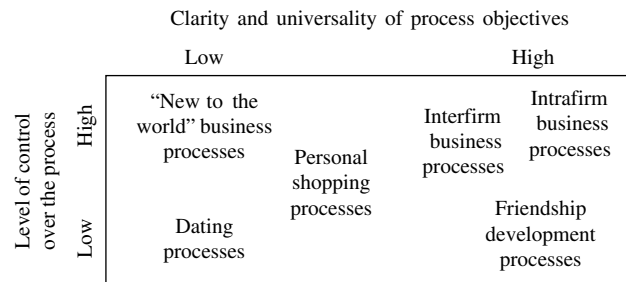 Clarity and universality of process objectives
Low
High
Level of control
over the process
High
Low
“New to the
world” business
processes
Personal
shopping
processes
Interfirm
business
processes
Intrafirm
business
processes
Dating
processes
Friendship
development
processes